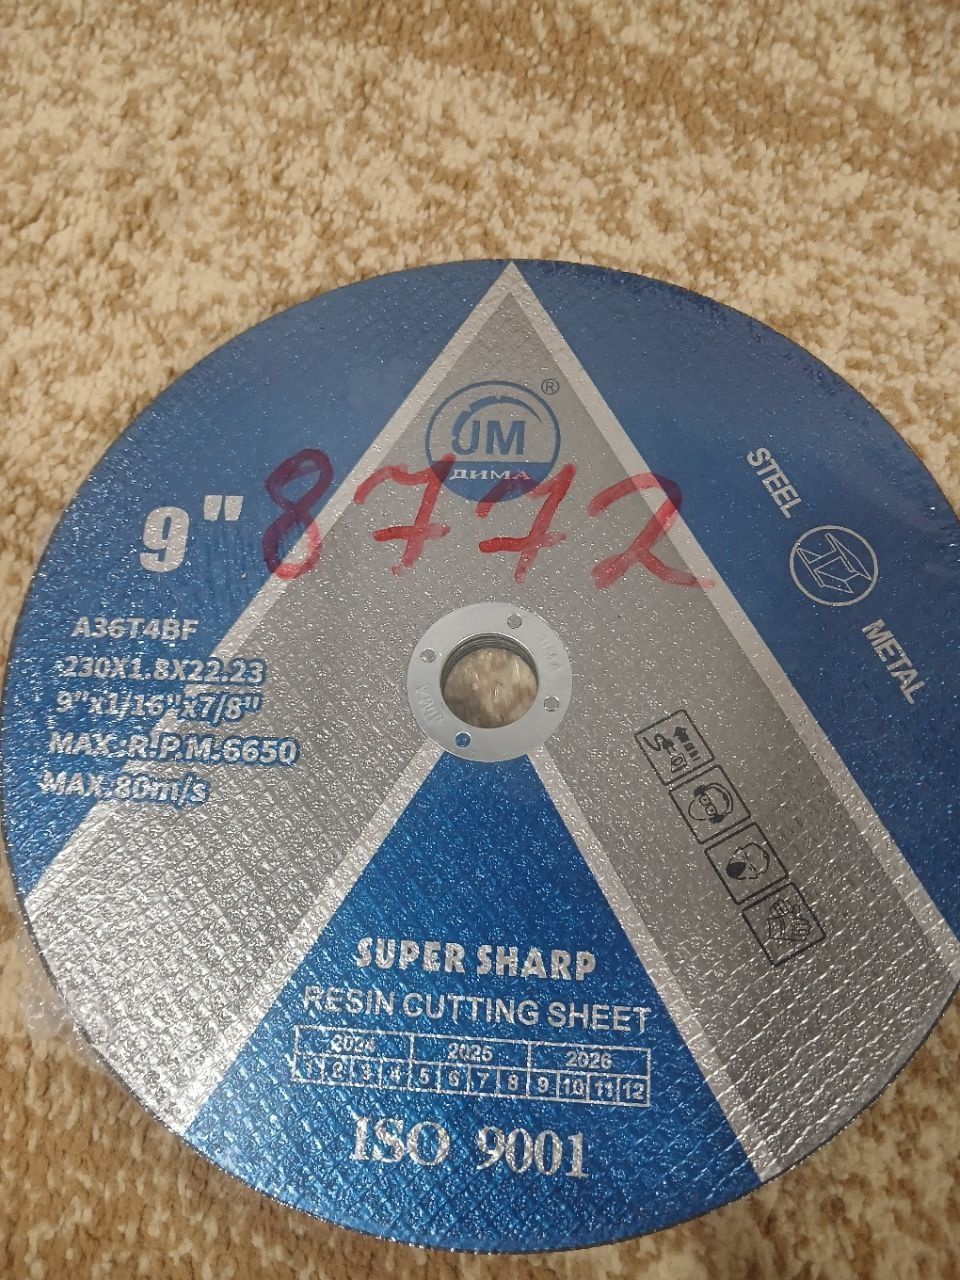 ®
JM
ДИМА
8772
9"
STEEL
METAL
A36T4BF
230X1.8X22.23
9"x1/16"x7/8"
MAX.:R.P.M.6650
MAX.80m/s
SUPER SHARP
RESIN CUTTING SHEET
2024 2025 2026
1 2 3 4 5 6 7 8 9 10 11 12
ISO 9001